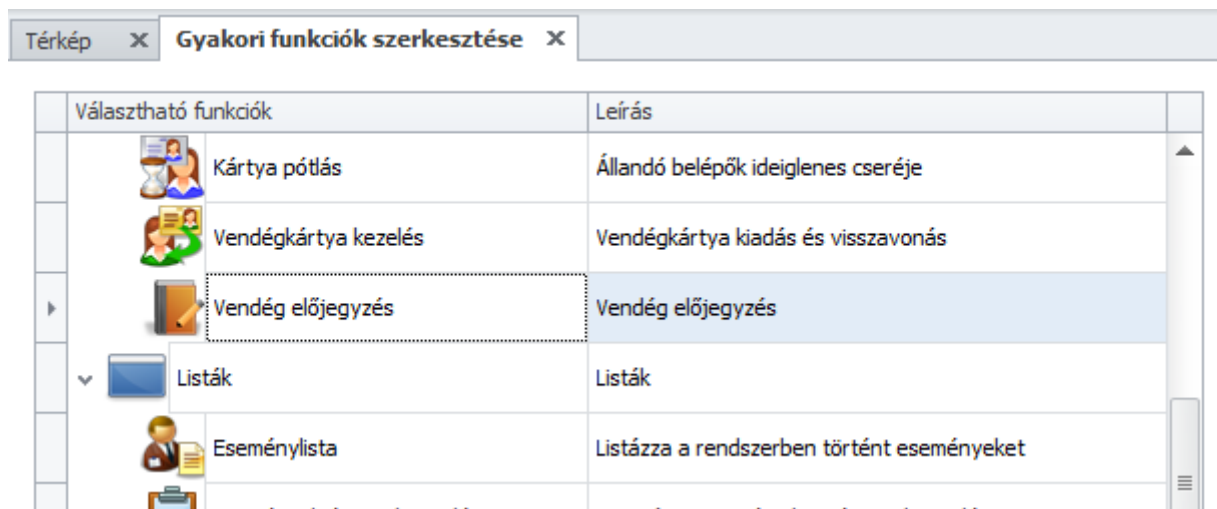 Térkép
Gyakori funkciók szerkesztése
Választható funkciók Leírás
Kártya pótlás Állandó belépők ideiglenes cseréje
Vendégkártya kezelés Vendégkártya kiadás és visszavonás
Vendég előjegyzés Vendég előjegyzés
Listák Listák
Eseménylista Listázza a rendszerben történt eseményeket